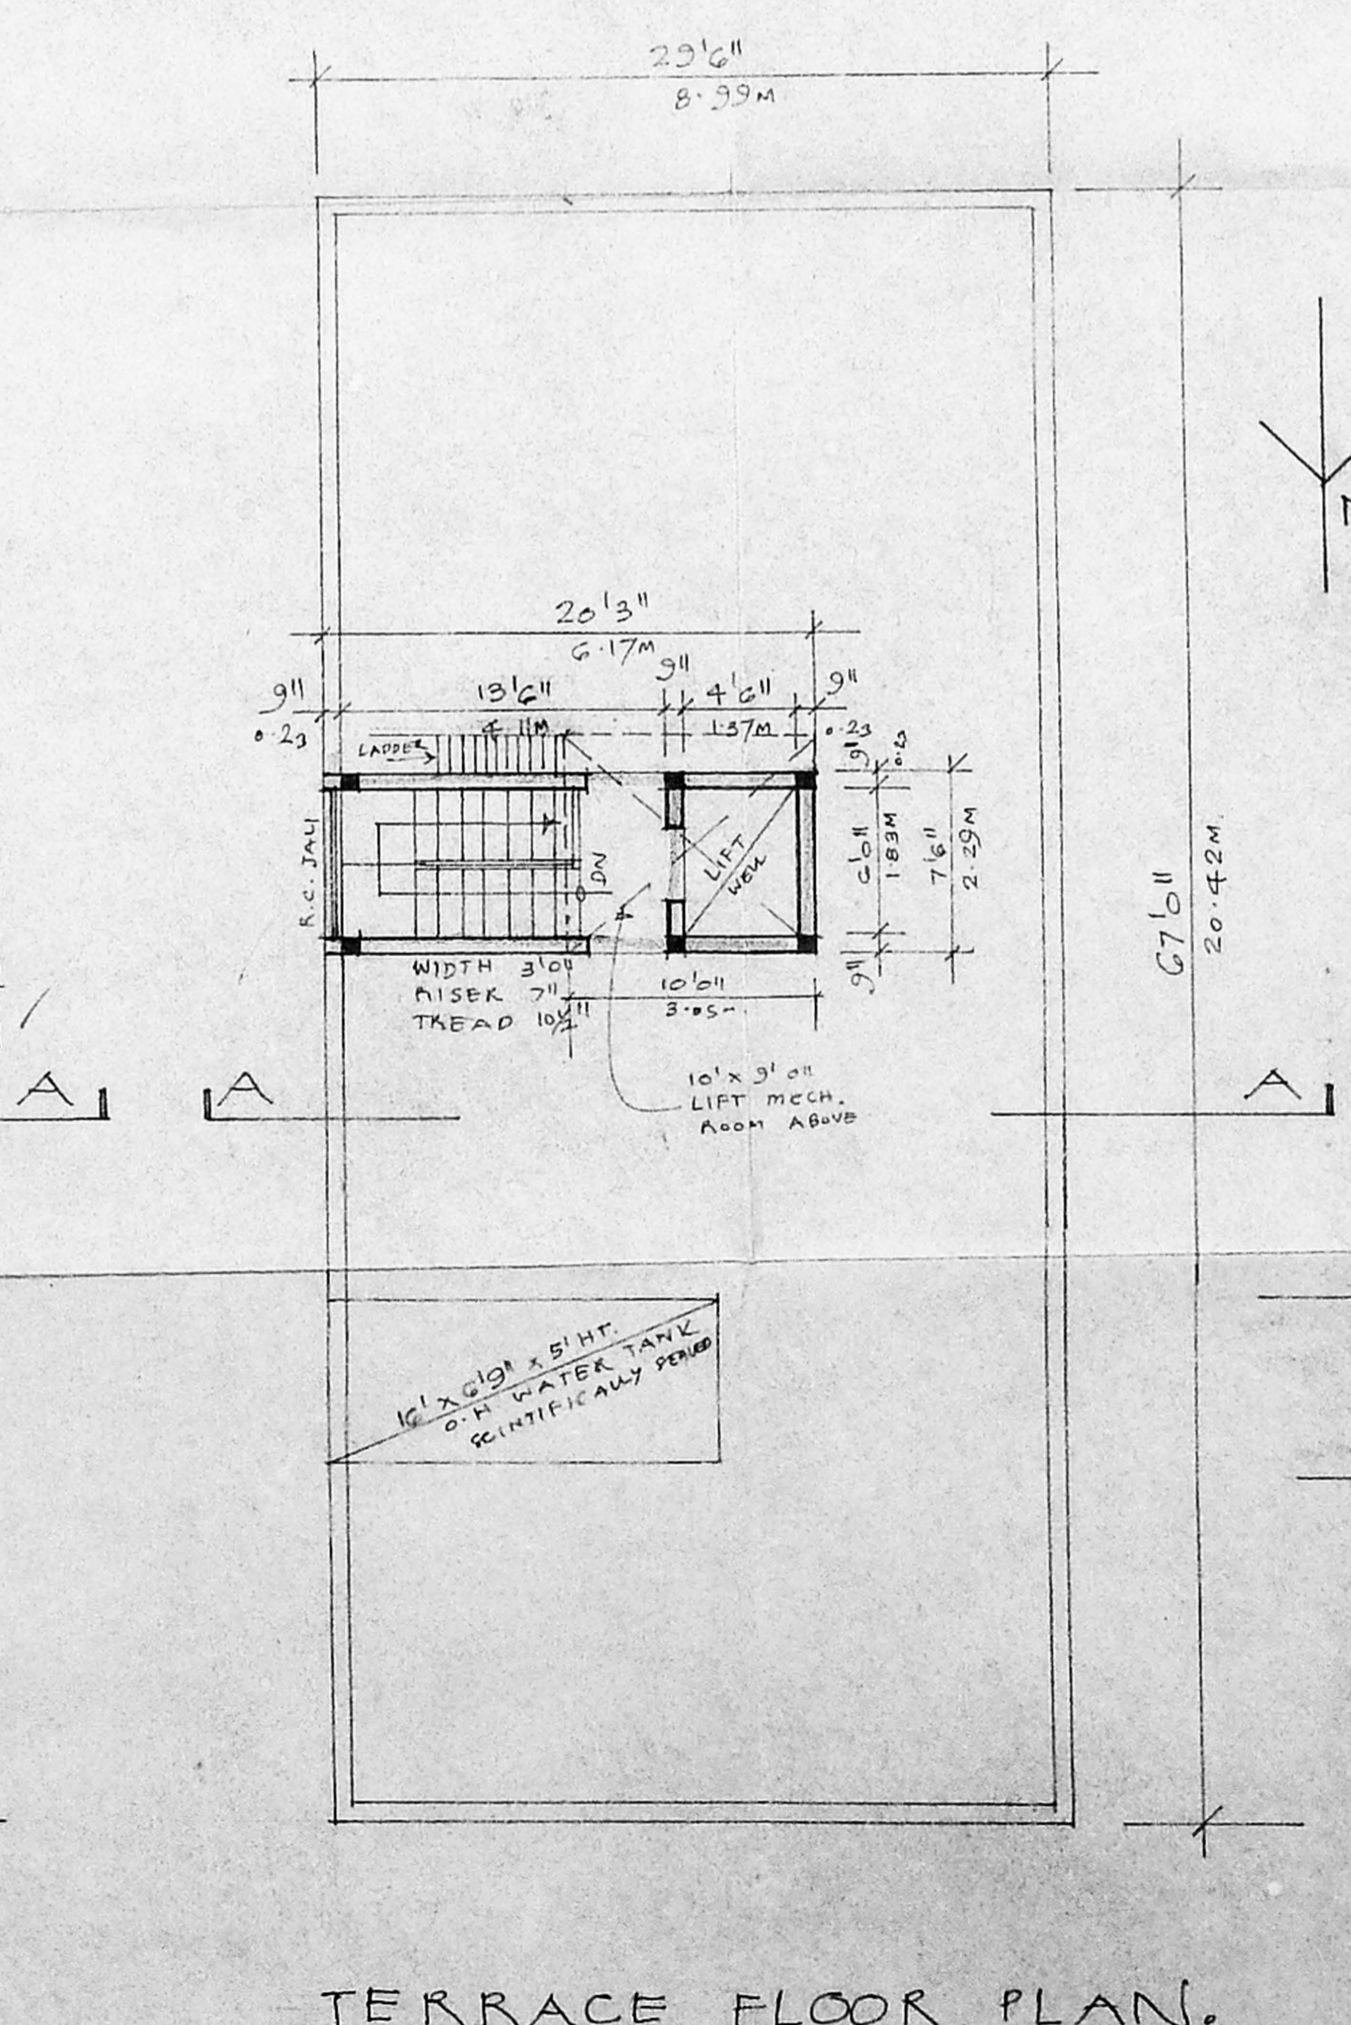 29'6"
8.99M
20'3"
6.17M
9"
13'6"
9"
4'6"
9"
0.23
4.11M
1.37M
0.23
LADDER
9"
0.23
R.C. JALI
DN
LIFT
WELL
6'0"
1.83M
7'6"
2.29M
67'0"
20.42M.
WIDTH 3'0"
RISER 7"
TREAD 10½"
10'0"
3.05
9"
A
A
A
10' x 9'0"
LIFT MECH.
ROOM ABOVE
16' x 6'9" x 5' HT.
O.H WATER TANK
SCINTIFICALLY SEALED
TERRACE FLOOR PLAN.